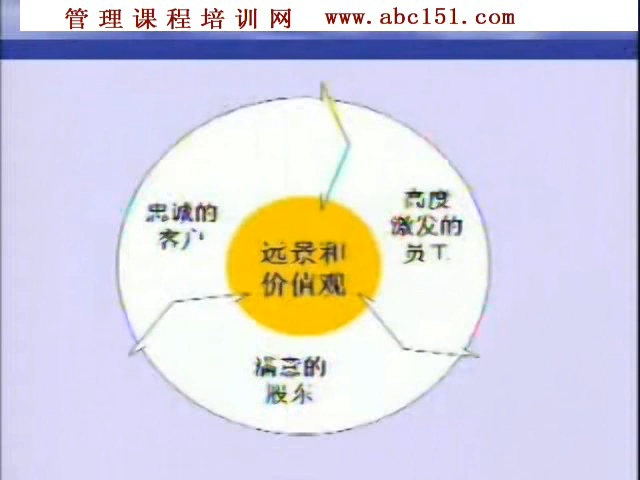 管理课程培训网 www.abc151.com
忠诚的
客户
高度
激发的
员工
远景和
价值观
满意的
股东